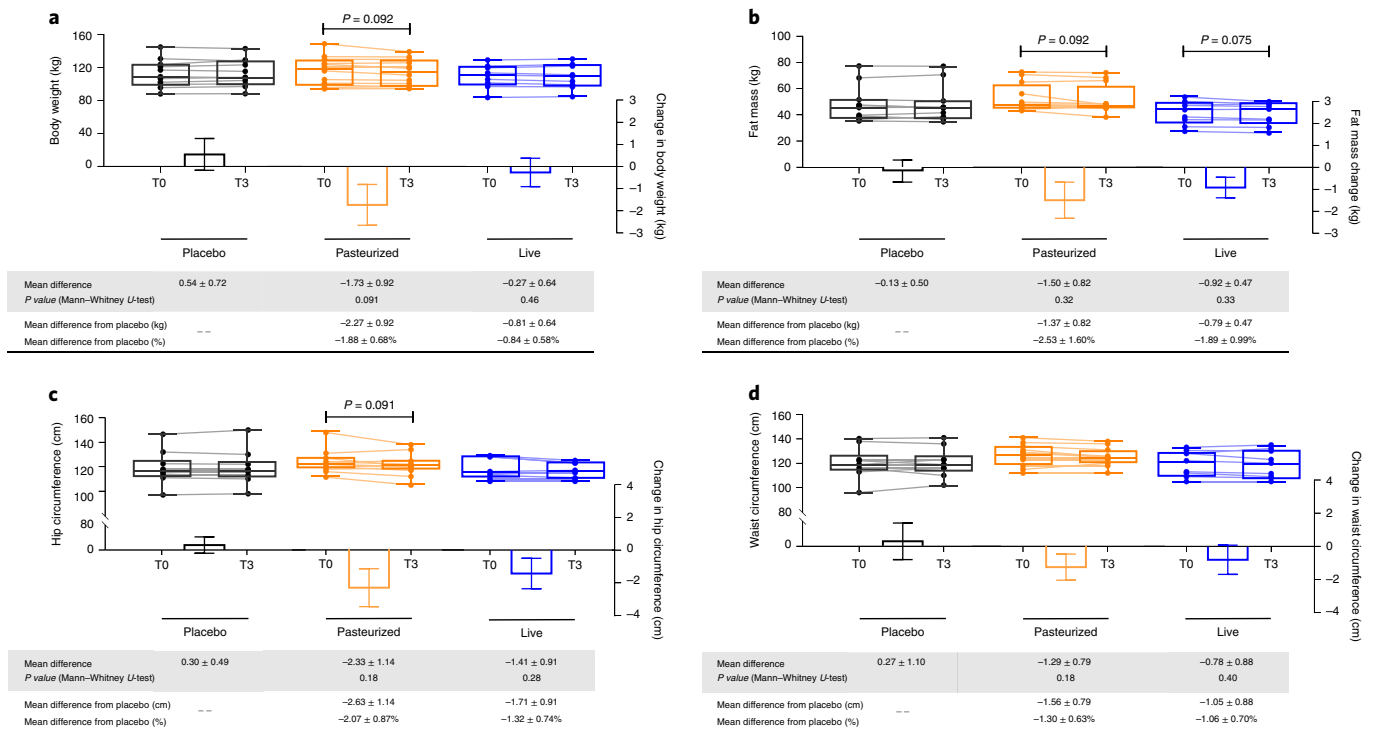 a
P = 0.092
160
120
80
40
0
Body weight (kg)
3
2
1
0
−1
−2
−3
Change in body weight (kg)
T0 T3 T0 T3 T0 T3
Placebo Pasteurized Live
Mean difference 0.54 ± 0.72 −1.73 ± 0.92 −0.27 ± 0.64
P value (Mann–Whitney U-test) 0.091 0.46
Mean difference from placebo (kg) −2.27 ± 0.92 −0.81 ± 0.64
Mean difference from placebo (%) −1.88 ± 0.68% −0.84 ± 0.58%
– –
b
P = 0.092 P = 0.075
100
80
60
40
20
0
Fat mass (kg)
3
2
1
0
−1
−2
−3
Fat mass change (kg)
T0 T3 T0 T3 T0 T3
Placebo Pasteurized Live
Mean difference −0.13 ± 0.50 −1.50 ± 0.82 −0.92 ± 0.47
P value (Mann–Whitney U-test) 0.32 0.33
Mean difference from placebo (kg) −1.37 ± 0.82 −0.79 ± 0.47
Mean difference from placebo (%) −2.53 ± 1.60% −1.89 ± 0.99%
– –
c
P = 0.091
160
140
120
100
80
0
Hip circumference (cm)
4
2
0
−2
−4
Change in hip circumference (cm)
T0 T3 T0 T3 T0 T3
Placebo Pasteurized Live
Mean difference 0.30 ± 0.49 −2.33 ± 1.14 −1.41 ± 0.91
P value (Mann–Whitney U-test) 0.18 0.28
Mean difference from placebo (cm) −2.63 ± 1.14 −1.71 ± 0.91
Mean difference from placebo (%) −2.07 ± 0.87% −1.32 ± 0.74%
– –
d
160
140
120
100
80
0
Waist circumference (cm)
4
2
0
−2
−4
Change in waist circumference (cm)
T0 T3 T0 T3 T0 T3
Placebo Pasteurized Live
Mean difference 0.27 ± 1.10 −1.29 ± 0.79 −0.78 ± 0.88
P value (Mann–Whitney U-test) 0.18 0.40
Mean difference from placebo (cm) −1.56 ± 0.79 −1.05 ± 0.88
Mean difference from placebo (%) −1.30 ± 0.63% −1.06 ± 0.70%
– –